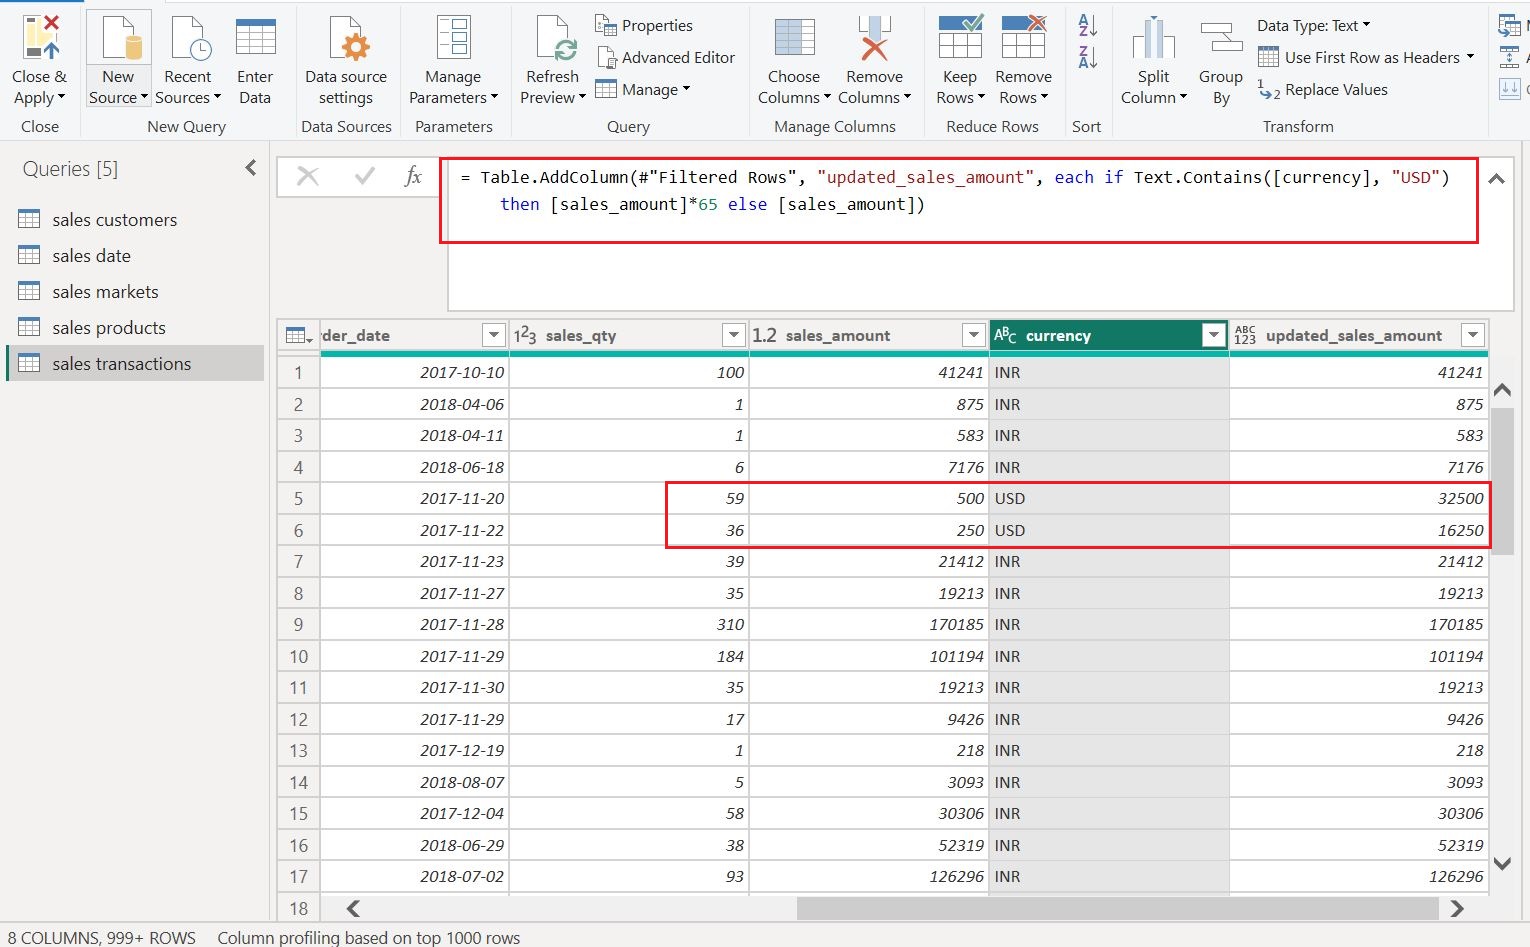 Close & Apply
New Source
Recent Sources
Enter Data
Data source settings
Manage Parameters
Refresh Preview
Properties
Advanced Editor
Manage
Choose Columns
Remove Columns
Keep Rows
Remove Rows
A Z
Z A
Split Column
Group By
Data Type: Text
Use First Row as Headers
1 2 Replace Values
Close
New Query
Data Sources
Parameters
Query
Manage Columns
Reduce Rows
Sort
Transform
Queries [5]
sales customers
sales date
sales markets
sales products
sales transactions
fx
= Table.AddColumn(#"Filtered Rows", "updated_sales_amount", each if Text.Contains([currency], "USD")
then [sales_amount]*65 else [sales_amount])
rder_date 123 sales_qty 1.2 sales_amount ABC currency ABC 123 updated_sales_amount
1 2017-10-10 100 41241 INR 41241
2 2018-04-06 1 875 INR 875
3 2018-04-11 1 583 INR 583
4 2018-06-18 6 7176 INR 7176
5 2017-11-20 59 500 USD 32500
6 2017-11-22 36 250 USD 16250
7 2017-11-23 39 21412 INR 21412
8 2017-11-27 35 19213 INR 19213
9 2017-11-28 310 170185 INR 170185
10 2017-11-29 184 101194 INR 101194
11 2017-11-30 35 19213 INR 19213
12 2017-11-29 17 9426 INR 9426
13 2017-12-19 1 218 INR 218
14 2018-08-07 5 3093 INR 3093
15 2017-12-04 58 30306 INR 30306
16 2018-06-29 38 52319 INR 52319
17 2018-07-02 93 126296 INR 126296
18
8 COLUMNS, 999+ ROWS Column profiling based on top 1000 rows